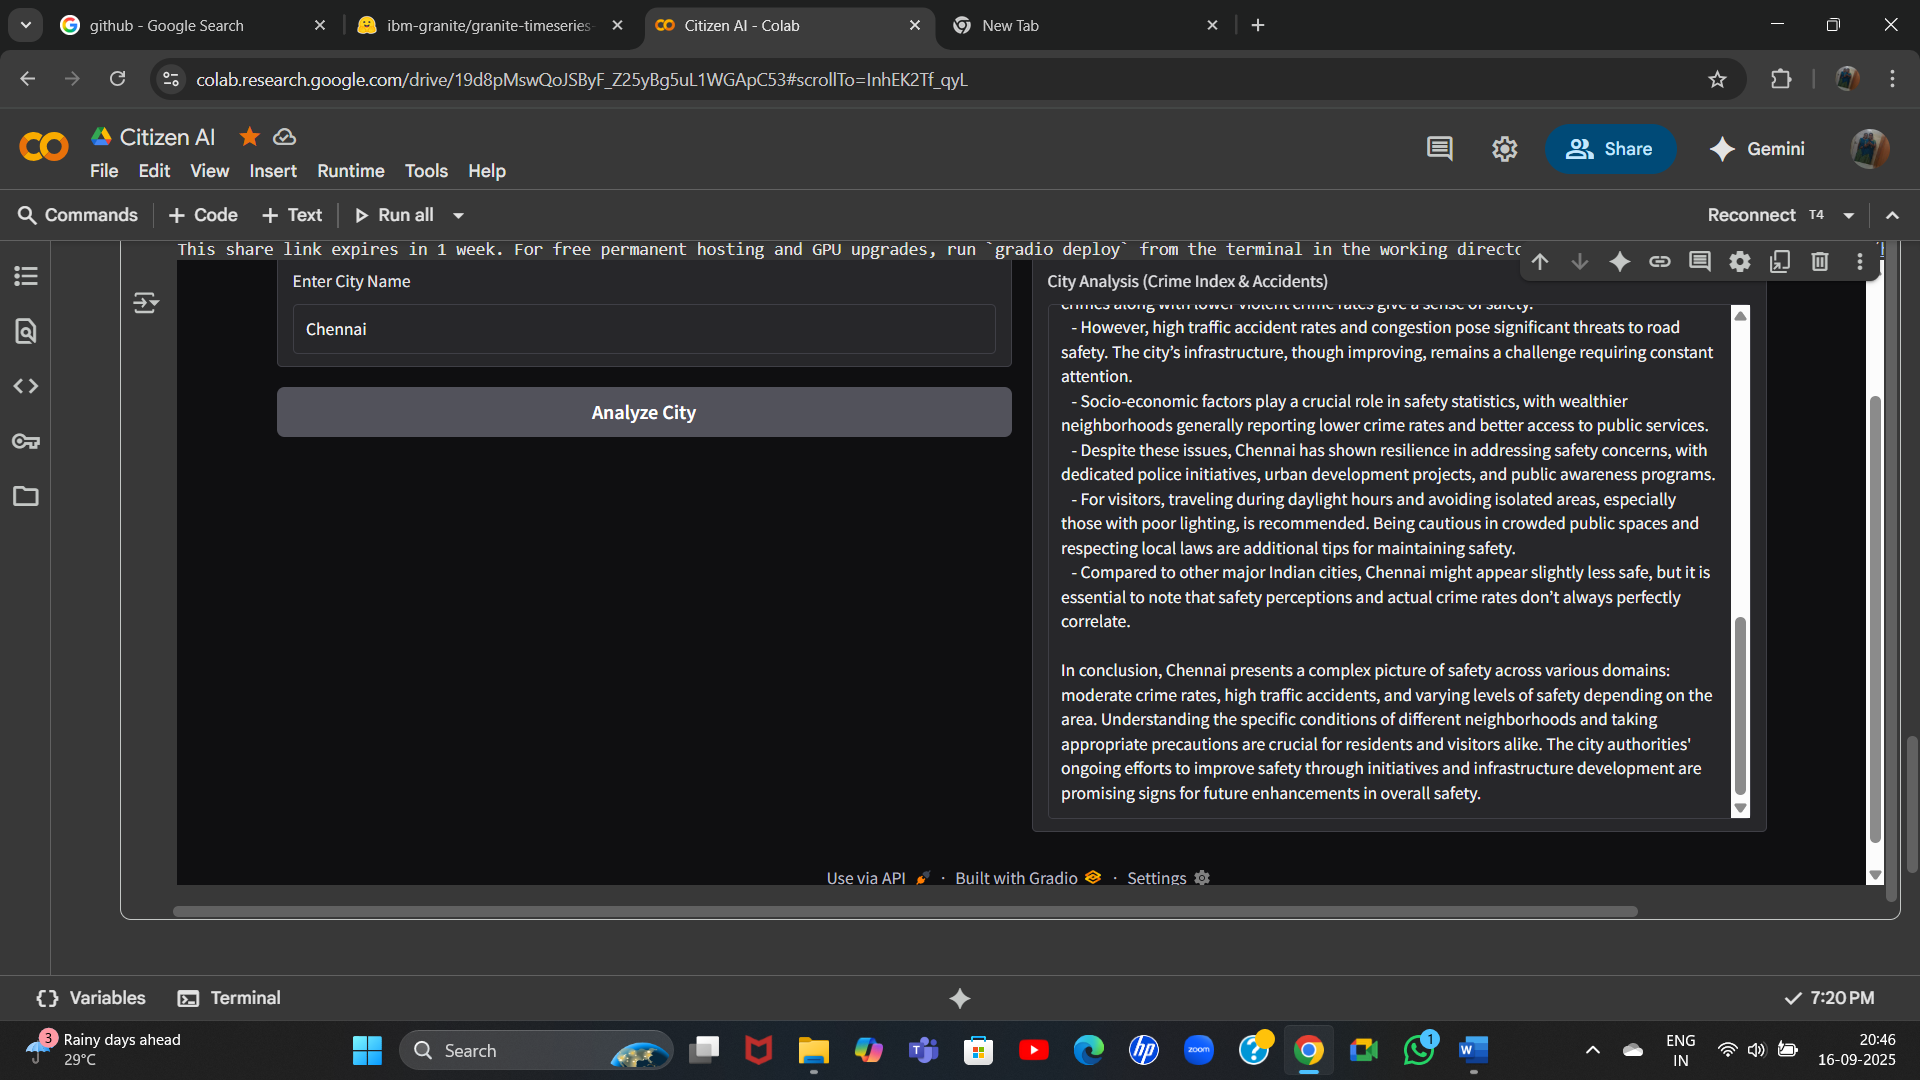 github - Google Search
ibm-granite/granite-timeseries-
Citizen AI - Colab
New Tab
colab.research.google.com/drive/19d8pMswQoJSByF_Z25yBg5uL1WGApC53#scrollTo=InhEK2Tf_qyL
Citizen AI
File Edit View Insert Runtime Tools Help
Share
Gemini
Commands + Code + Text Run all
Reconnect T4
This share link expires in 1 week. For free permanent hosting and GPU upgrades, run `gradio deploy` from the terminal in the working directo
Enter City Name
Chennai
Analyze City
City Analysis (Crime Index & Accidents)
crimes along with lower violent crime rates give a sense of safety.
- However, high traffic accident rates and congestion pose significant threats to road
safety. The city's infrastructure, though improving, remains a challenge requiring constant
attention.
- Socio-economic factors play a crucial role in safety statistics, with wealthier
neighborhoods generally reporting lower crime rates and better access to public services.
- Despite these issues, Chennai has shown resilience in addressing safety concerns, with
dedicated police initiatives, urban development projects, and public awareness programs.
- For visitors, traveling during daylight hours and avoiding isolated areas, especially
those with poor lighting, is recommended. Being cautious in crowded public spaces and
respecting local laws are additional tips for maintaining safety.
- Compared to other major Indian cities, Chennai might appear slightly less safe, but it is
essential to note that safety perceptions and actual crime rates don't always perfectly
correlate.
In conclusion, Chennai presents a complex picture of safety across various domains:
moderate crime rates, high traffic accidents, and varying levels of safety depending on the
area. Understanding the specific conditions of different neighborhoods and taking
appropriate precautions are crucial for residents and visitors alike. The city authorities'
ongoing efforts to improve safety through initiatives and infrastructure development are
promising signs for future enhancements in overall safety.
Use via API · Built with Gradio · Settings
Variables Terminal
7:20 PM
3
Rainy days ahead
29°C
Search
hp
zoom
1
ENG
IN
20:46
16-09-2025